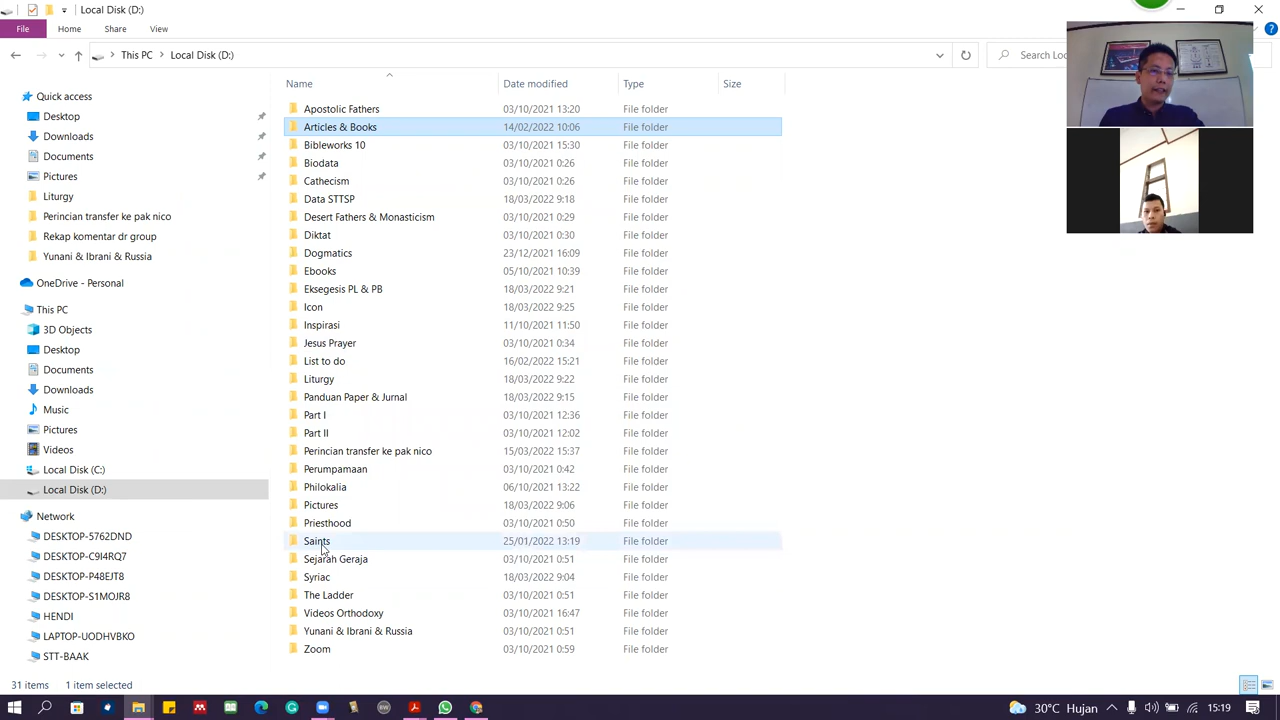 Local Disk (D:)
File Home Share View
This PC Local Disk (D:) Search Loc
Name Date modified Type Size
Quick access
Desktop
Downloads
Documents
Pictures
Liturgy
Perincian transfer ke pak nico
Rekap komentar dr group
Yunani & Ibrani & Russia
OneDrive - Personal
This PC
3D Objects
Desktop
Documents
Downloads
Music
Pictures
Videos
Local Disk (C:)
Local Disk (D:)
Network
DESKTOP-5762DND
DESKTOP-C9I4RQ7
DESKTOP-P48EJT8
DESKTOP-S1MOJR8
HENDI
LAPTOP-UODHVBKO
STT-BAAK
Apostolic Fathers 03/10/2021 13:20 File folder
Articles & Books 14/02/2022 10:06 File folder
Bibleworks 10 03/10/2021 15:30 File folder
Biodata 03/10/2021 0:26 File folder
Cathecism 03/10/2021 0:26 File folder
Data STTSP 18/03/2022 9:18 File folder
Desert Fathers & Monasticism 03/10/2021 0:29 File folder
Diktat 03/10/2021 0:30 File folder
Dogmatics 23/12/2021 16:09 File folder
Ebooks 05/10/2021 10:39 File folder
Eksegesis PL & PB 18/03/2022 9:21 File folder
Icon 18/03/2022 9:25 File folder
Inspirasi 11/10/2021 11:50 File folder
Jesus Prayer 03/10/2021 0:34 File folder
List to do 16/02/2022 15:21 File folder
Liturgy 18/03/2022 9:22 File folder
Panduan Paper & Jurnal 18/03/2022 9:15 File folder
Part I 03/10/2021 12:36 File folder
Part II 03/10/2021 12:02 File folder
Perincian transfer ke pak nico 15/03/2022 15:37 File folder
Perumpamaan 03/10/2021 0:42 File folder
Philokalia 06/10/2021 13:22 File folder
Pictures 18/03/2022 9:06 File folder
Priesthood 03/10/2021 0:50 File folder
Saints 25/01/2022 13:19 File folder
Sejarah Geraja 03/10/2021 0:51 File folder
Syriac 18/03/2022 9:04 File folder
The Ladder 03/10/2021 0:51 File folder
Videos Orthodoxy 03/10/2021 16:47 File folder
Yunani & Ibrani & Russia 03/10/2021 0:51 File folder
Zoom 03/10/2021 0:59 File folder
31 items 1 item selected
30°C Hujan 15:19